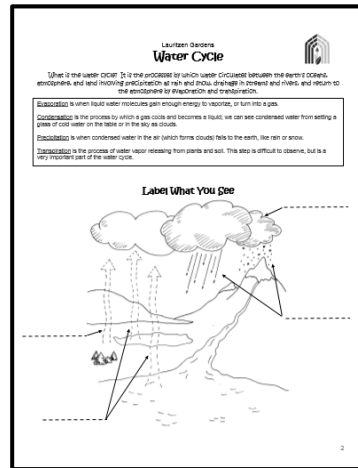 Lauritzen Gardens
Water Cycle
What is the water cycle? It is the processes by which water circulates between the earth's oceans,
atmosphere, and land involving precipitation as rain and snow, drainage in streams and rivers, and return to
the atmosphere by evaporation and transpiration.
Evaporation is when liquid water molecules gain enough energy to vaporize, or turn into a gas.
Condensation is the process by which a gas cools and becomes a liquid; we can see condensed water from setting a
glass of cold water on the table or in the sky as clouds.
Precipitation is when condensed water in the air (which forms clouds) falls to the earth, like rain or snow.
Transpiration is the process of water vapor releasing from plants and soil. This step is difficult to observe, but is a
very important part of the water cycle.
Label What You See
2